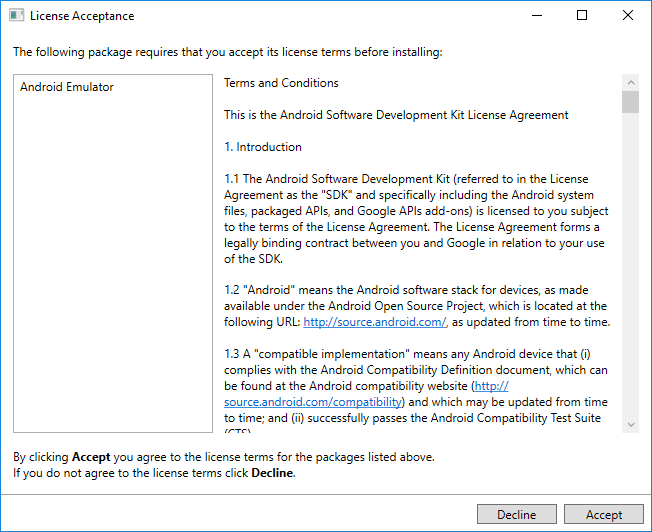 License Acceptance
The following package requires that you accept its license terms before installing:
Android Emulator
Terms and Conditions
This is the Android Software Development Kit License Agreement
1. Introduction
1.1 The Android Software Development Kit (referred to in the License
Agreement as the "SDK" and specifically including the Android system
files, packaged APIs, and Google APIs add-ons) is licensed to you subject
to the terms of the License Agreement. The License Agreement forms a
legally binding contract between you and Google in relation to your use
of the SDK.
1.2 "Android" means the Android software stack for devices, as made
available under the Android Open Source Project, which is located at the
following URL: http://source.android.com/, as updated from time to time.
1.3 A "compatible implementation" means any Android device that (i)
complies with the Android Compatibility Definition document, which can
be found at the Android compatibility website (http://
source.android.com/compatibility) and which may be updated from time
to time; and (ii) successfully passes the Android Compatibility Test Suite
(CTS)
By clicking Accept you agree to the license terms for the packages listed above.
If you do not agree to the license terms click Decline.
Decline
Accept